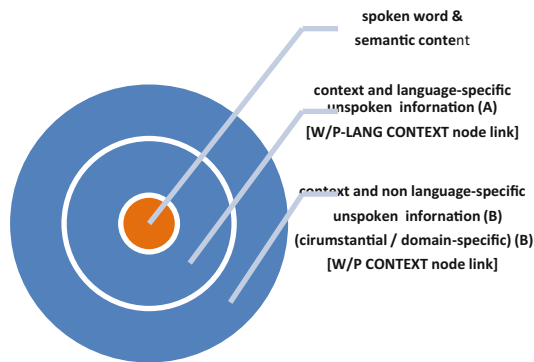 spoken word &
semantic content
context and language-specific
unspoken infornation (A)
[W/P-LANG CONTEXT node link]
context and non language-specific
unspoken infornation (B)
(cirumstantial / domain-specific) (B)
[W/P CONTEXT node link]